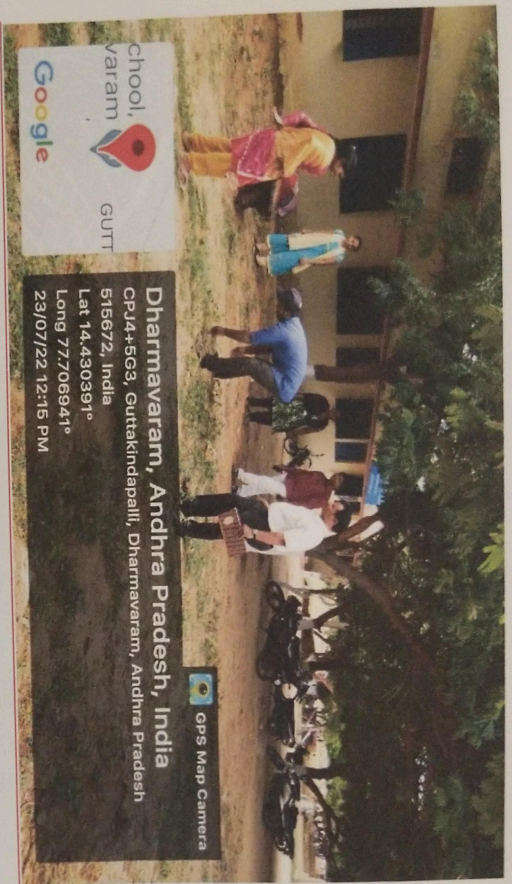 GPS Map Camera
chool,
varam
GUTT
Google
Dharmavaram, Andhra Pradesh, India
CPJ4+5G3, Guttakindapalli, Dharmavaram, Andhra Pradesh
515672, India
Lat 14.430391°
Long 77.706941°
23/07/22 12:15 PM